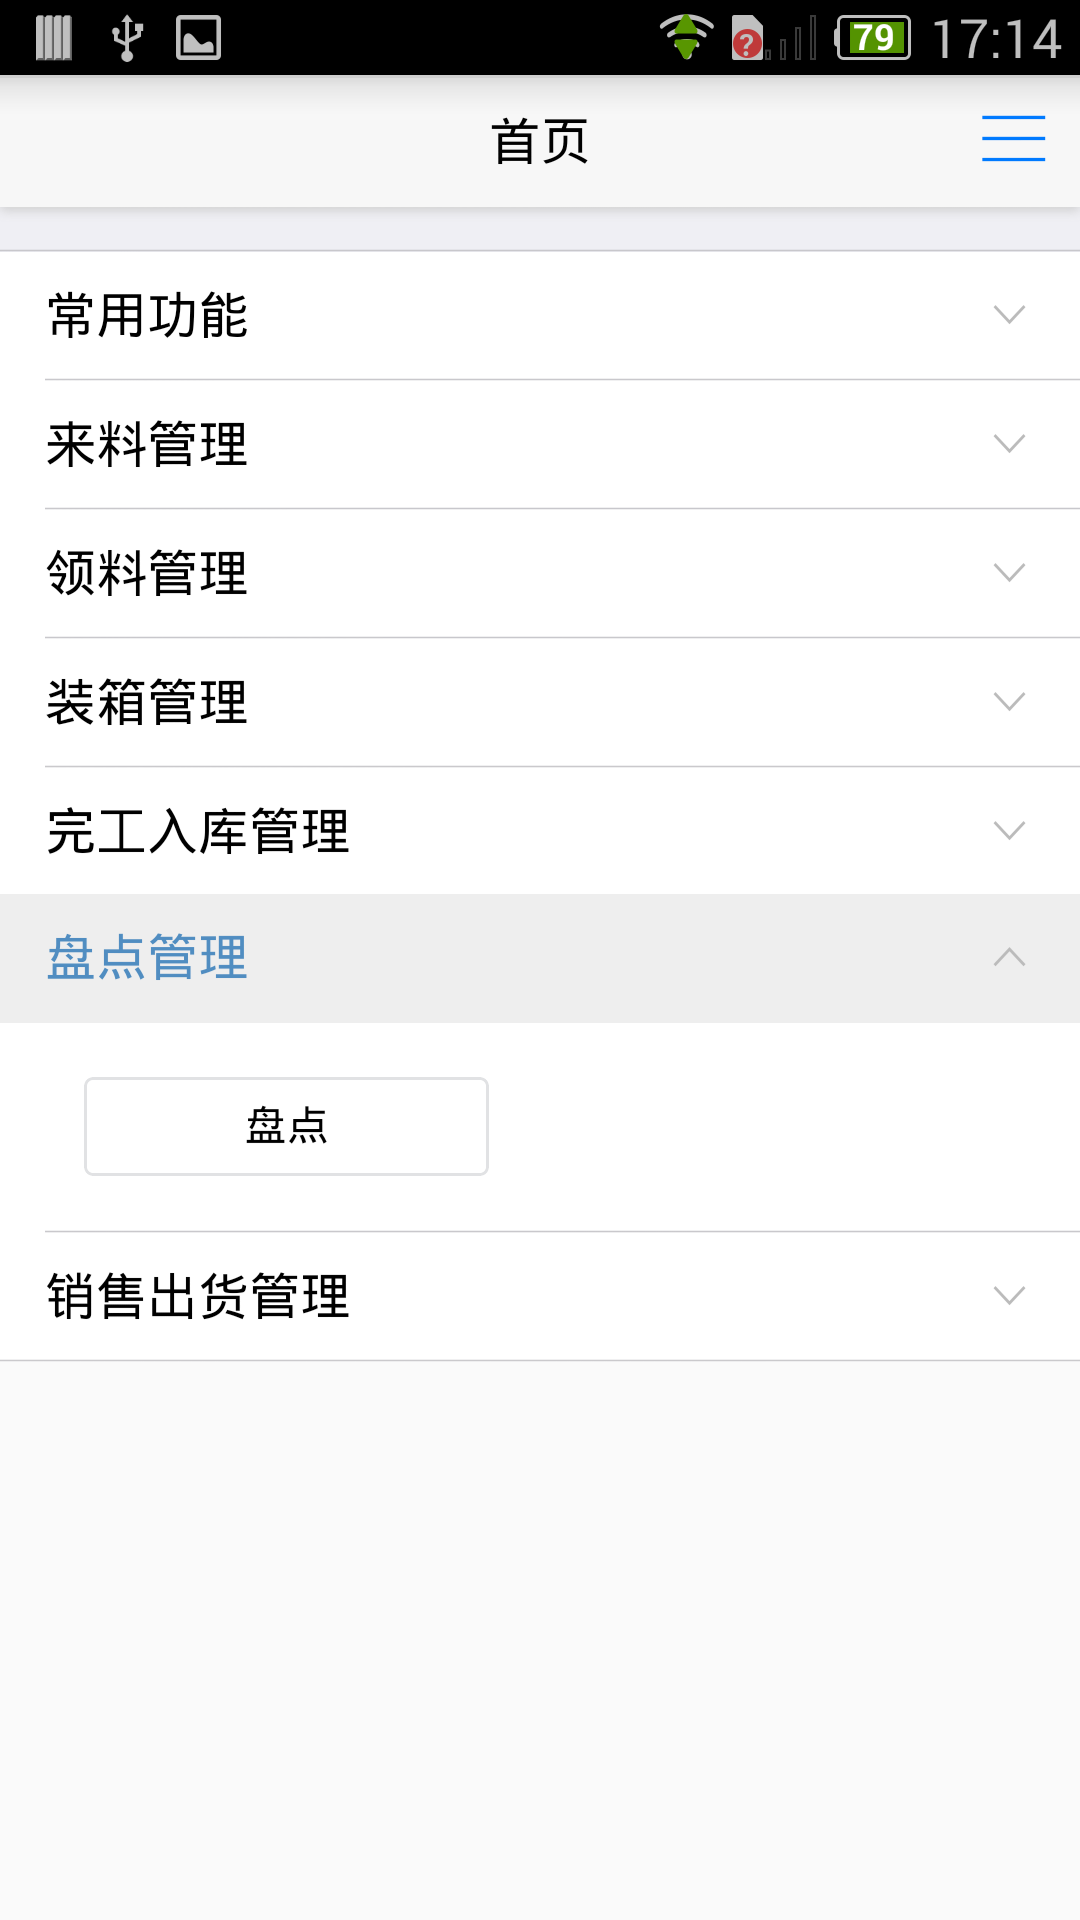 79 17:14
首页
常用功能
来料管理
领料管理
装箱管理
完工入库管理
盘点管理
盘点
销售出货管理